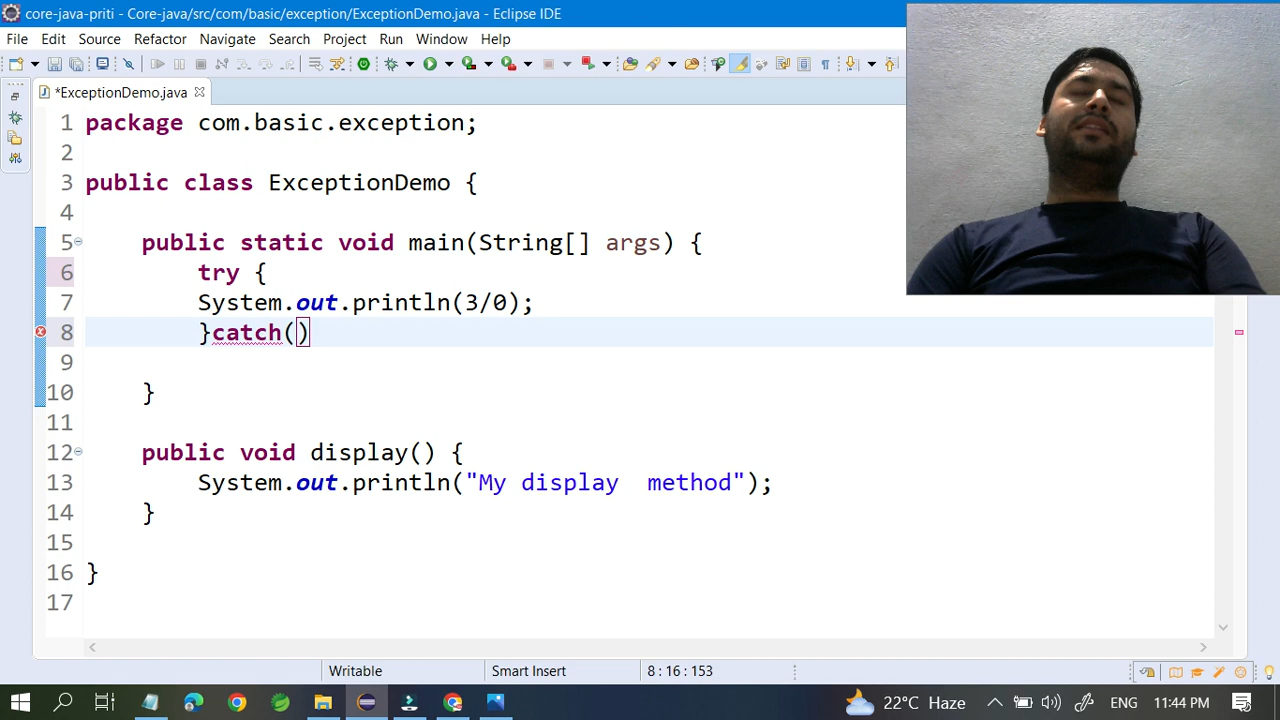 core-java-priti - Core-java/src/com/basic/exception/ExceptionDemo.java - Eclipse IDE
File Edit Source Refactor Navigate Search Project Run Window Help
*ExceptionDemo.java
1 package com.basic.exception;
2
3 public class ExceptionDemo {
4
5 public static void main(String[] args) {
6 try {
7 System.out.println(3/0);
8 }catch()
9
10 }
11
12 public void display() {
13 System.out.println("My display  method");
14 }
15
16 }
17
Writable Smart Insert 8 : 16 : 153
22°C Haze ENG 11:44 PM